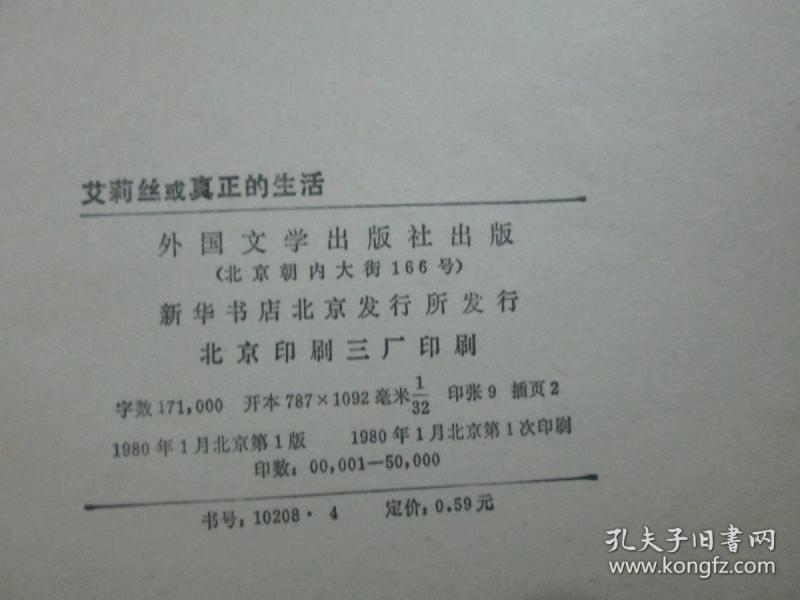 艾莉丝或真正的生活
外国文学出版社出版
(北京朝内大街166号)
新华书店北京发行所发行
北京印刷三厂印刷
字数171,000 开本787×1092毫米1/32 印张9 插页2
1980年1月北京第1版 1980年1月北京第1次印刷
印数：00,001—50,000
书号：10208·4 定价：0.59元
孔夫子旧书网
www.kongfz.com